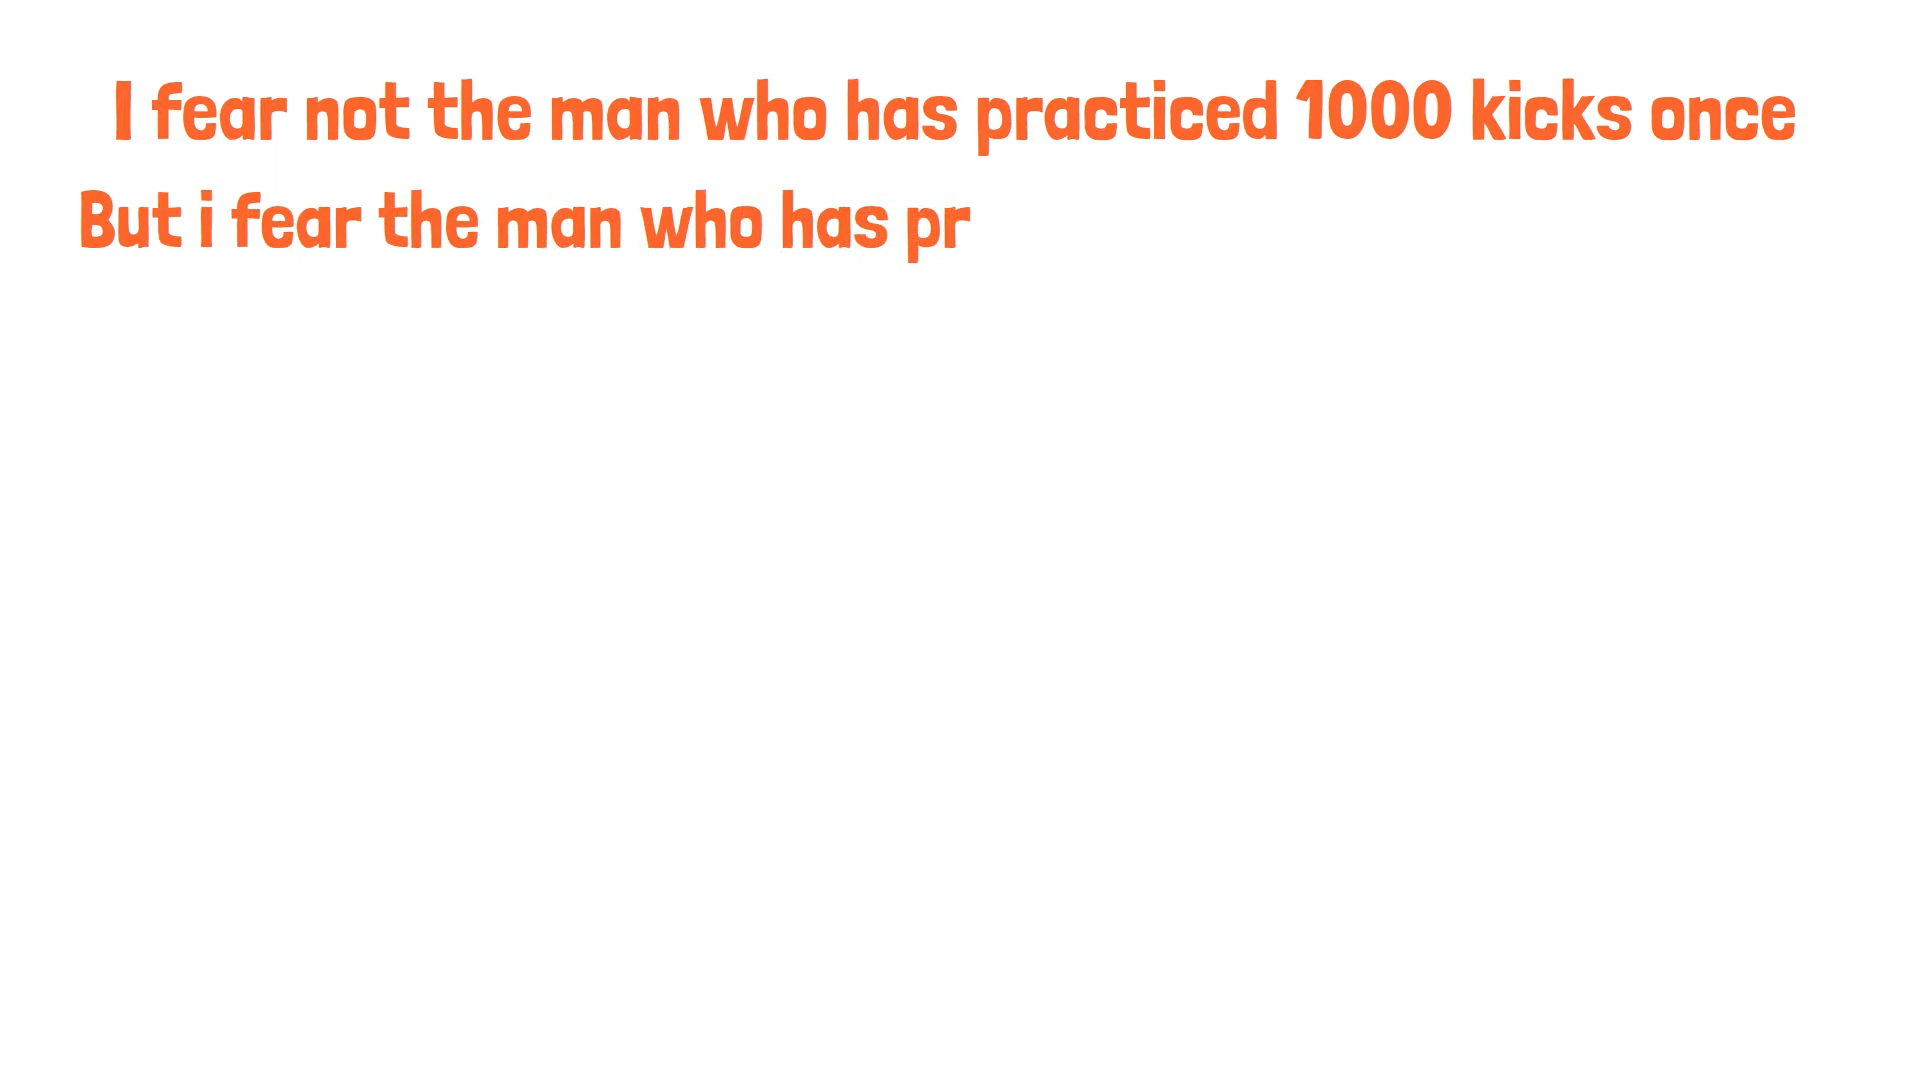 I fear not the man who has practiced 1000 kicks once
But i fear the man who has pr